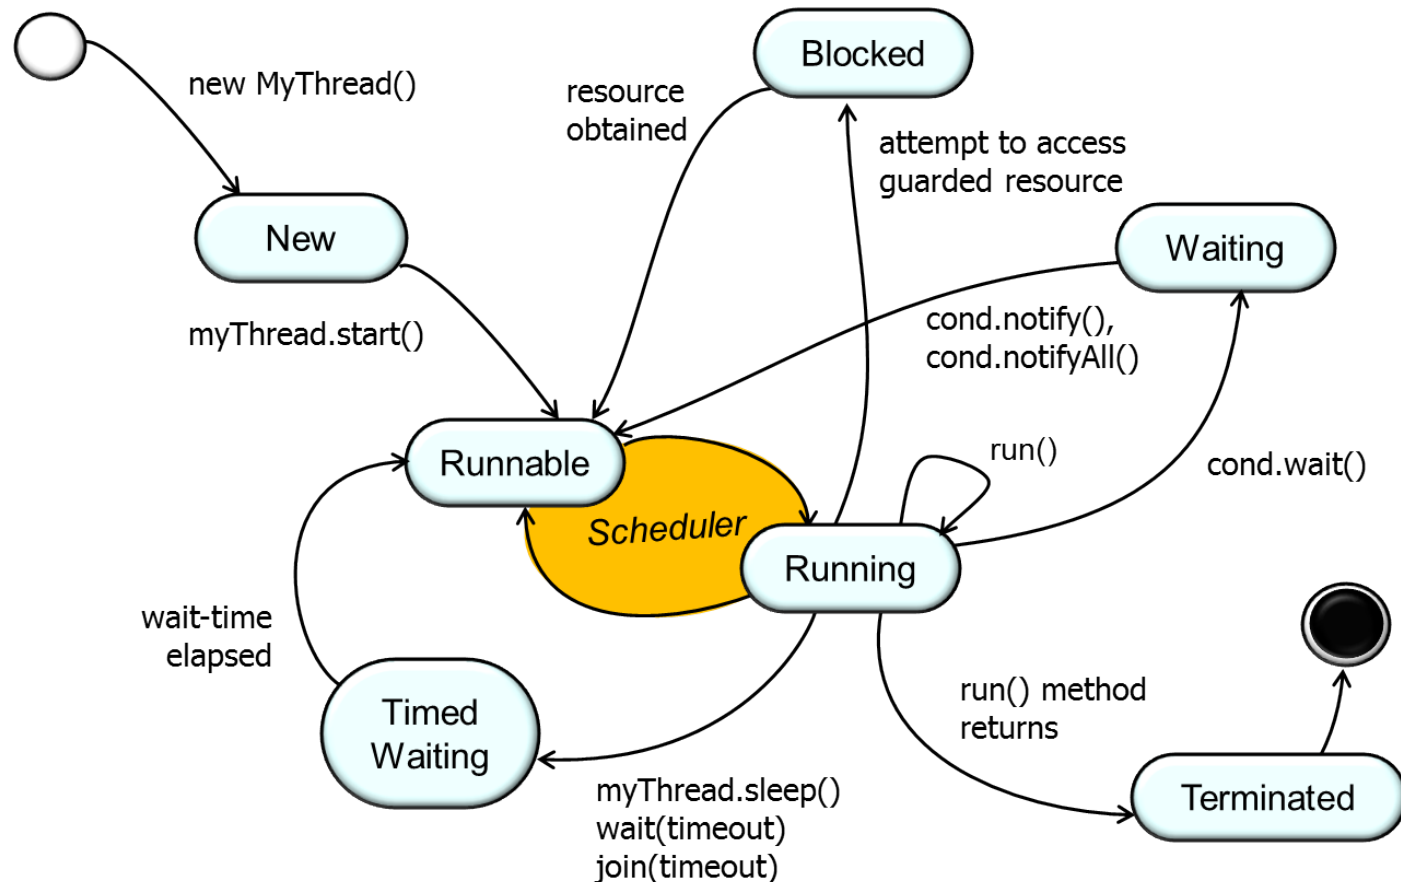 new MyThread()
Blocked
resource
obtained
attempt to access
guarded resource
New
Waiting
myThread.start()
cond.notify(),
cond.notifyAll()
Runnable
run()
cond.wait()
Scheduler
Running
wait-time
elapsed
Timed
Waiting
run() method
returns
myThread.sleep()
wait(timeout)
join(timeout)
Terminated